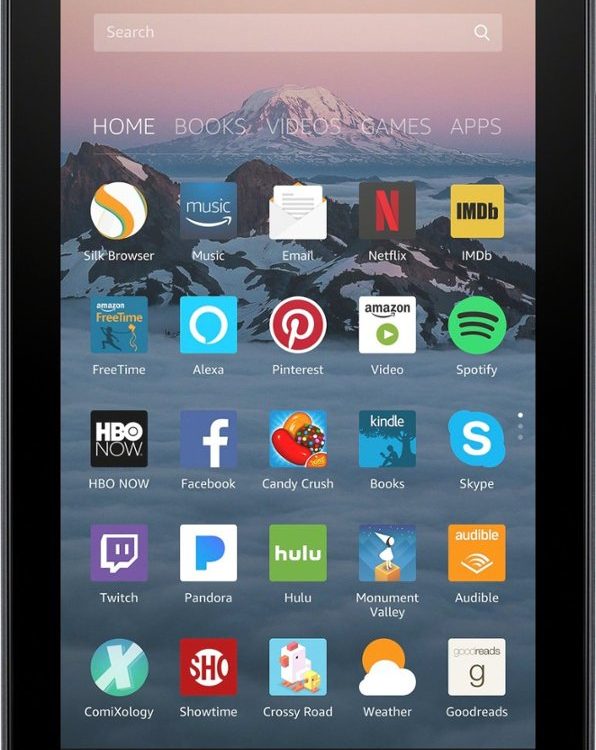 Search
HOME BOOKS VIDEOS GAMES APPS
music
IMDb
Silk Browser Music Email Netflix IMDb
amazon
FreeTime
amazon
FreeTime Alexa Pinterest Video Spotify
HBO
NOW
kindle
HBO NOW Facebook Candy Crush Books Skype
hulu
audible
Twitch Pandora Hulu Monument
Valley Audible
SHO
goodreads
g
ComiXology Showtime Crossy Road Weather Goodreads